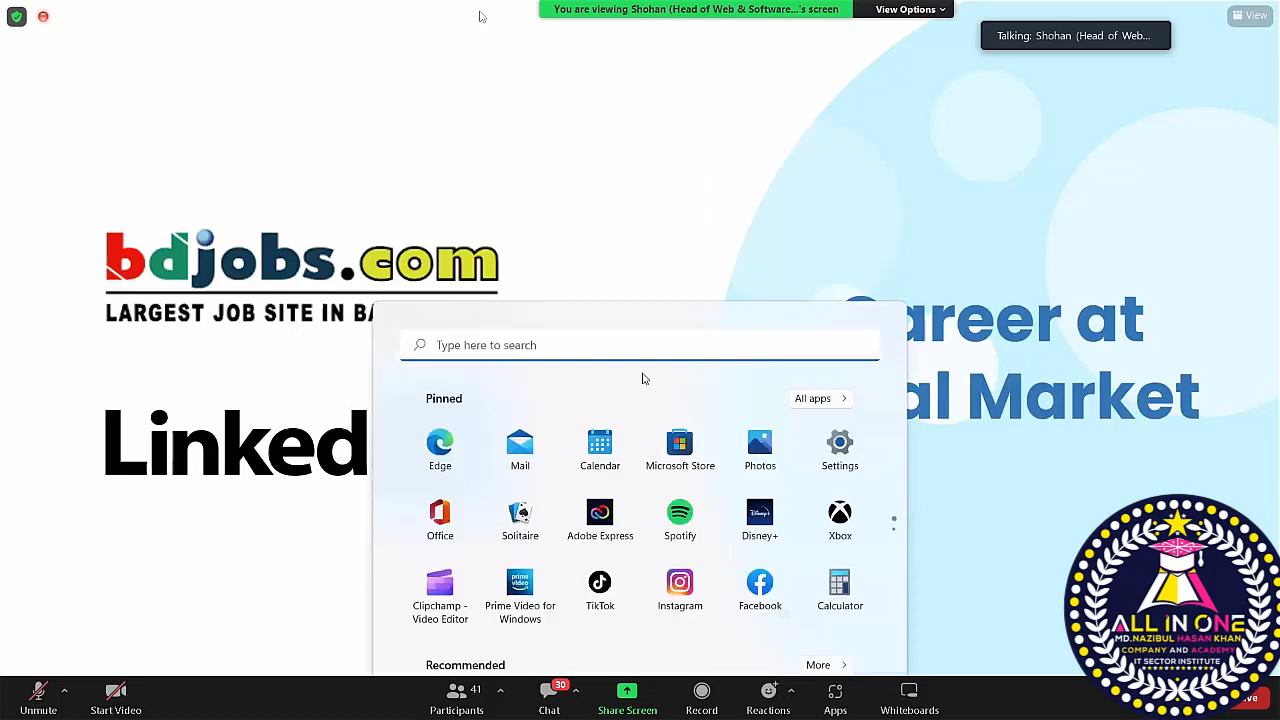 You are viewing Shohan (Head of Web & Software...'s screen
View Options
View
Talking: Shohan (Head of Web...
bdjobs.com
LARGEST JOB SITE IN BA
Linked
Career at
al Market
Type here to search
Pinned
All apps
Edge
Mail
Calendar
Microsoft Store
Photos
Settings
Office
Solitaire
Adobe Express
Spotify
Disney+
Xbox
Clipchamp -
Video Editor
prime video
Prime Video for
Windows
TikTok
Instagram
Facebook
Calculator
Recommended
More
ALL IN ONE
MD.NAZIBUL HASAN KHAN
COMPANY AND ACADEMY
IT SECTOR INSTITUTE
Unmute
Start Video
41
Participants
30
Chat
Share Screen
Record
Reactions
Apps
Whiteboards